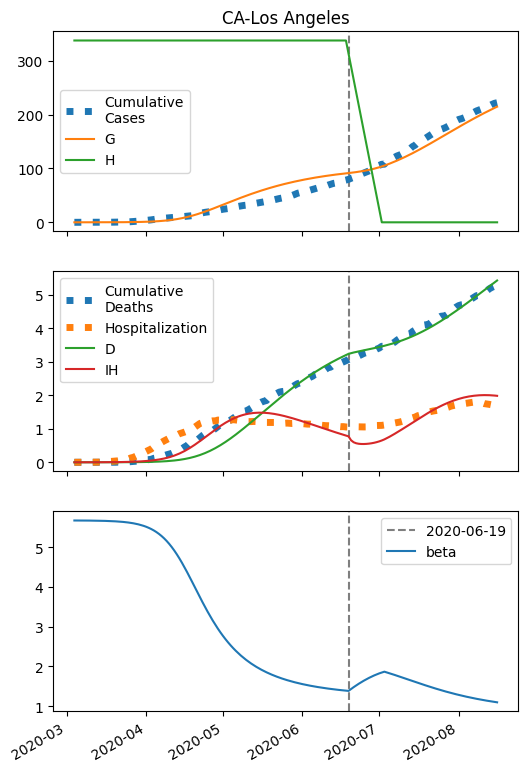 CA-Los Angeles
300
200
100
0
Cumulative
Cases
G
H
5
4
3
2
1
0
Cumulative
Deaths
Hospitalization
D
IH
5
4
3
2
1
2020-06-19
beta
2020-03
2020-04
2020-05
2020-06
2020-07
2020-08